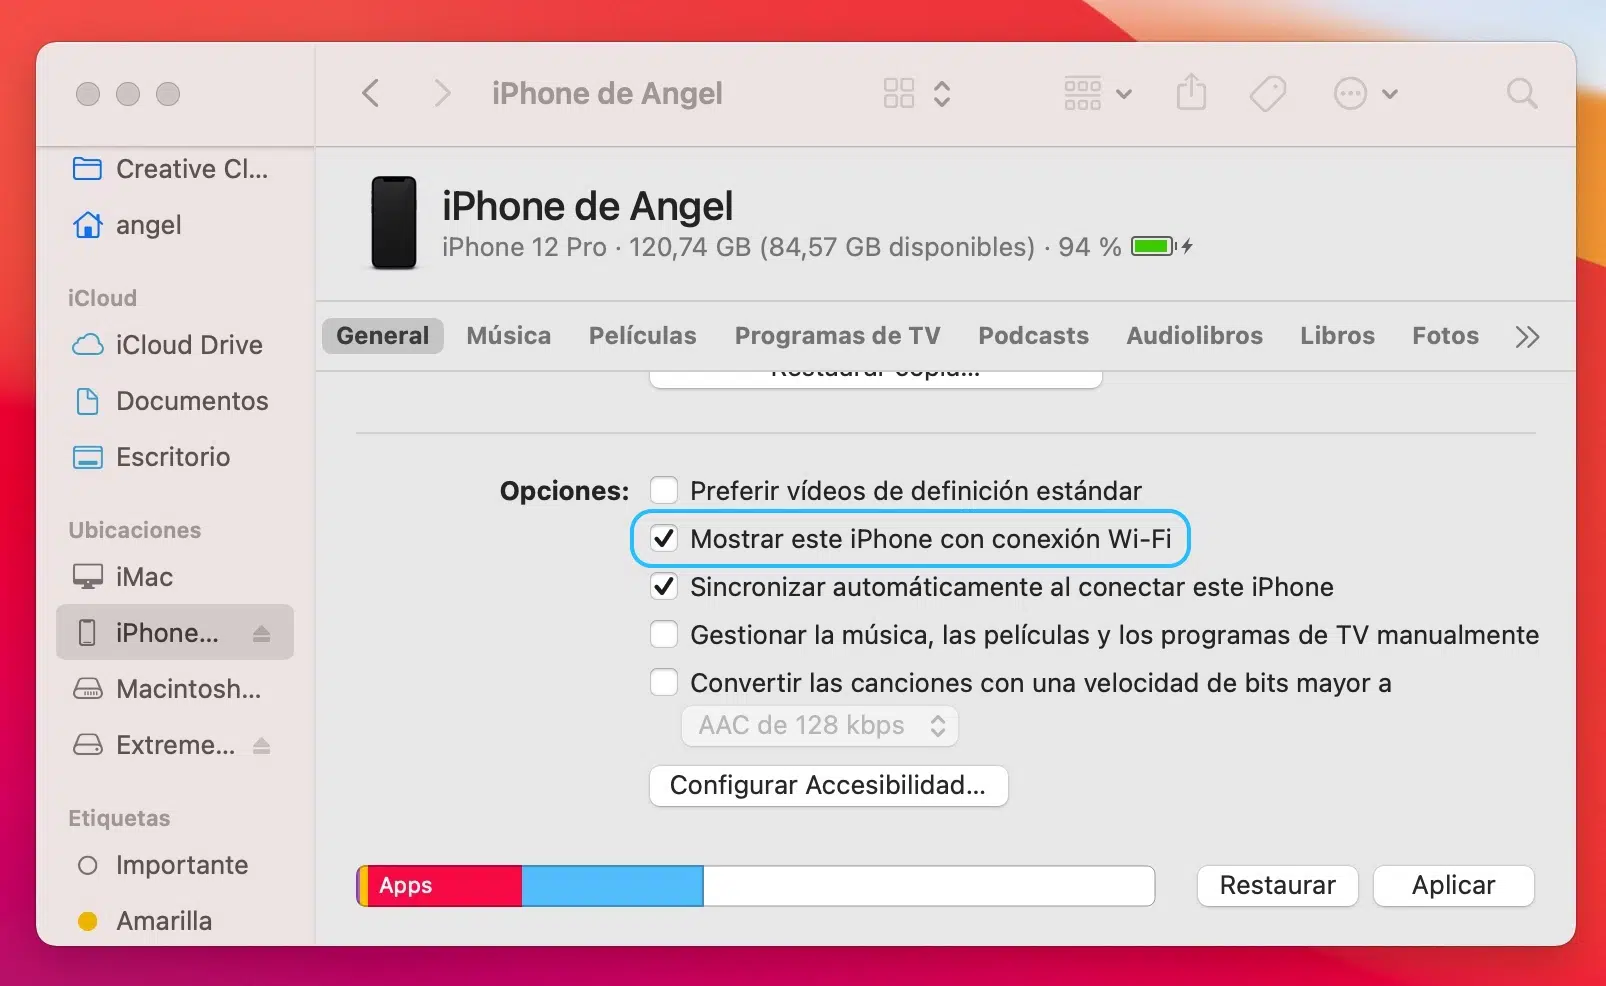 iPhone de Angel
Creative Cl...
angel
iCloud
iCloud Drive
Documentos
Escritorio
Ubicaciones
iMac
iPhone...
Macintosh...
Extreme...
Etiquetas
Importante
Amarilla
iPhone de Angel
iPhone 12 Pro · 120,74 GB (84,57 GB disponibles) · 94 %
General Música Películas Programas de TV Podcasts Audiolibros Libros Fotos
Restaurar copia...
Opciones: Preferir vídeos de definición estándar
Mostrar este iPhone con conexión Wi-Fi
Sincronizar automáticamente al conectar este iPhone
Gestionar la música, las películas y los programas de TV manualmente
Convertir las canciones con una velocidad de bits mayor a
AAC de 128 kbps
Configurar Accesibilidad...
Apps Restaurar Aplicar